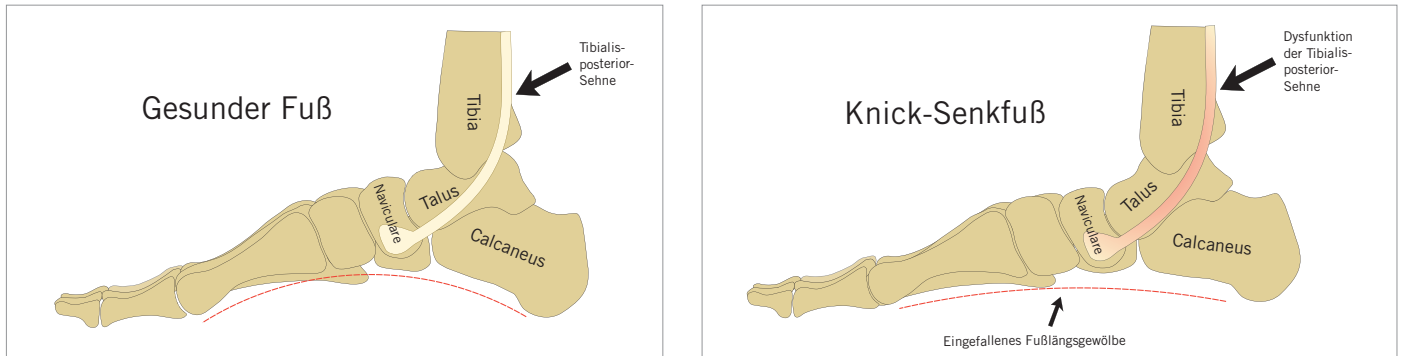 Gesunder Fuß
Tibialis-
posterior-
Sehne
Tibia
Talus
Naviculare
Calcaneus
Knick-Senkfuß
Dysfunktion
der Tibialis-
posterior-
Sehne
Tibia
Talus
Naviculare
Calcaneus
Eingefallenes Fußlängsgewölbe